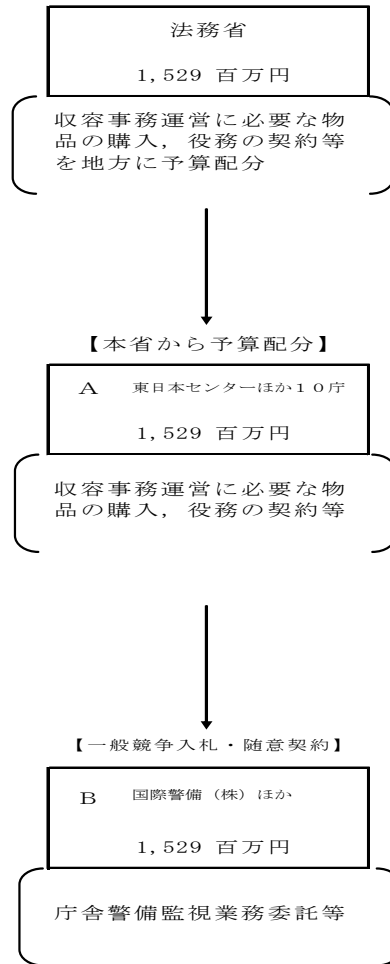 法務省
1,529 百万円
収容事務運営に必要な物
品の購入，役務の契約等
を地方に予算配分
【本省から予算配分】
A 東日本センターほか１０庁
1,529 百万円
収容事務運営に必要な物
品の購入，役務の契約等
【一般競争入札・随意契約】
B 国際警備（株）ほか
1,529 百万円
庁舎警備監視業務委託等